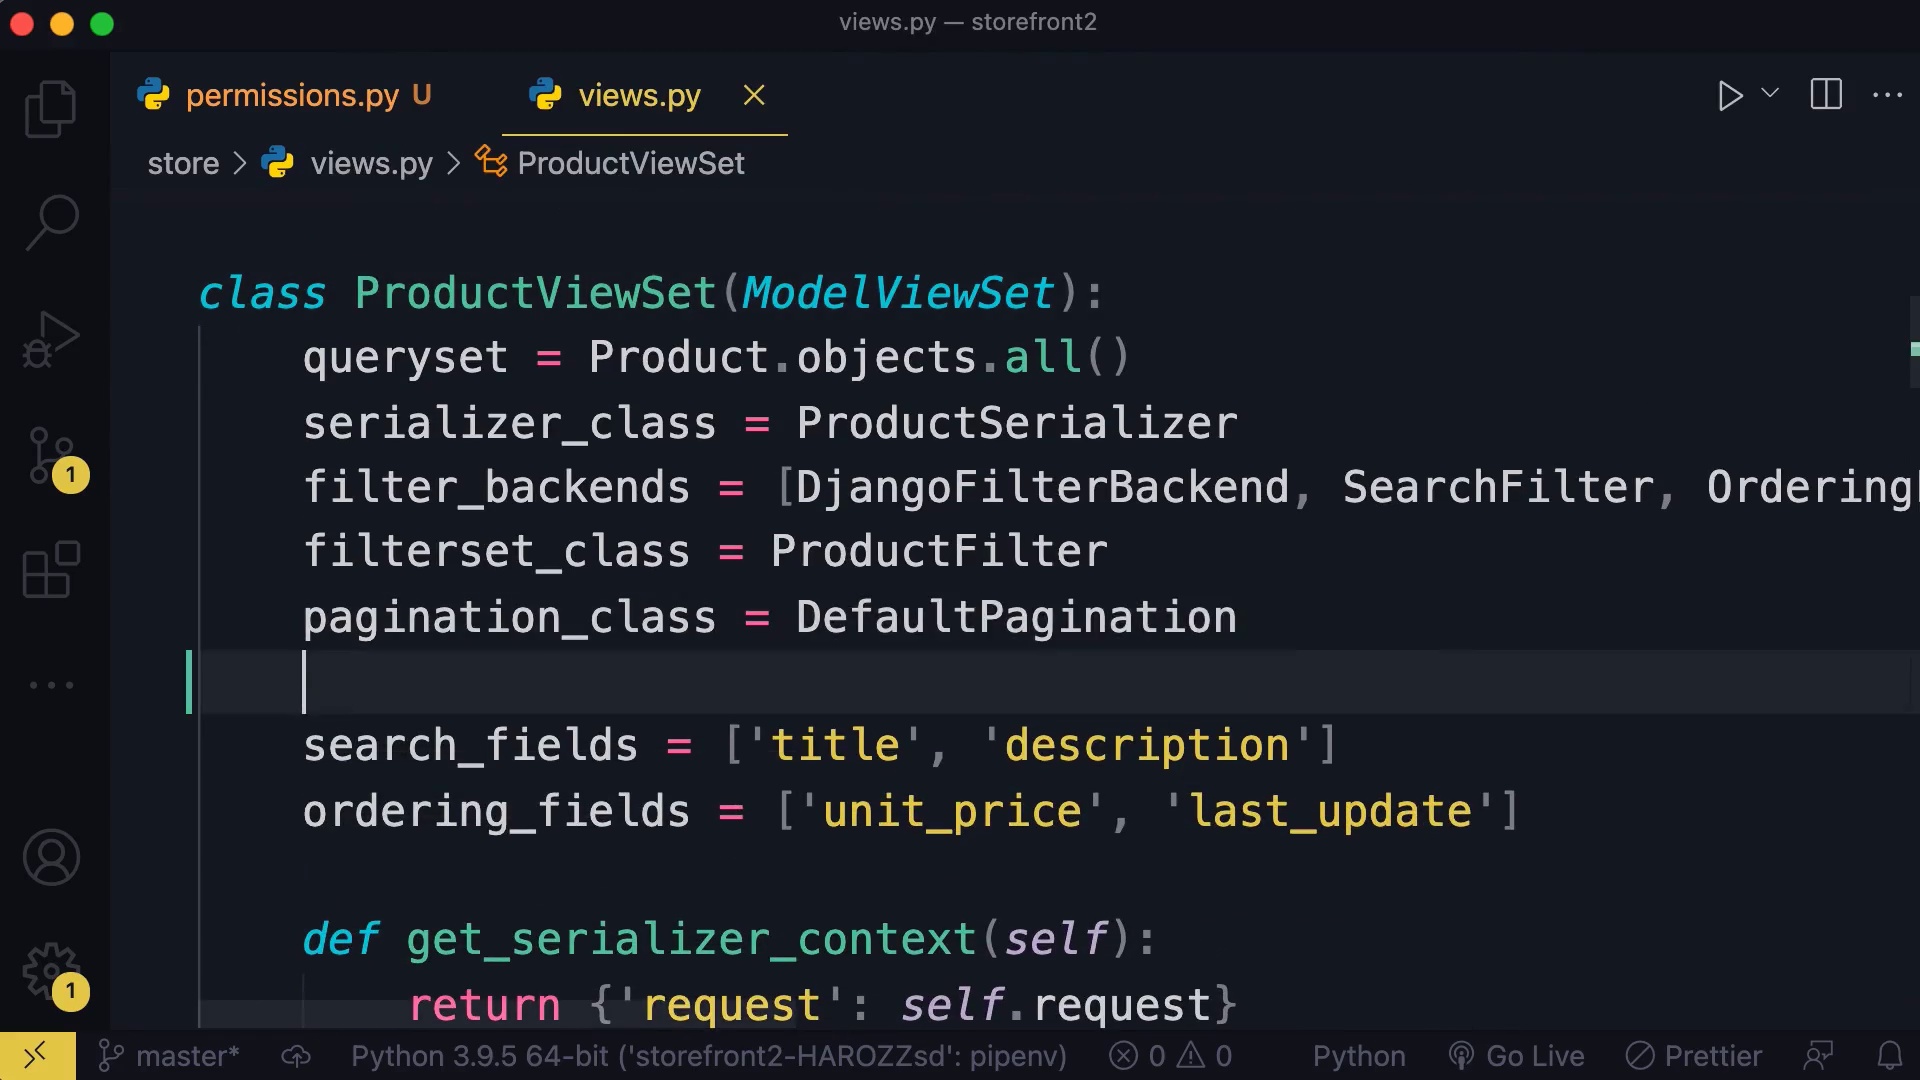 views.py — storefront2
permissions.py U
views.py
store > views.py > ProductViewSet
class ProductViewSet(ModelViewSet):
queryset = Product.objects.all()
serializer_class = ProductSerializer
filter_backends = [DjangoFilterBackend, SearchFilter, Ordering
filterset_class = ProductFilter
pagination_class = DefaultPagination
search_fields = ['title', 'description']
ordering_fields = ['unit_price', 'last_update']
def get_serializer_context(self):
return {'request': self.request}
1
1
master* Python 3.9.5 64-bit ('storefront2-HAROZZsd': pipenv) 0 0 Python Go Live Prettier